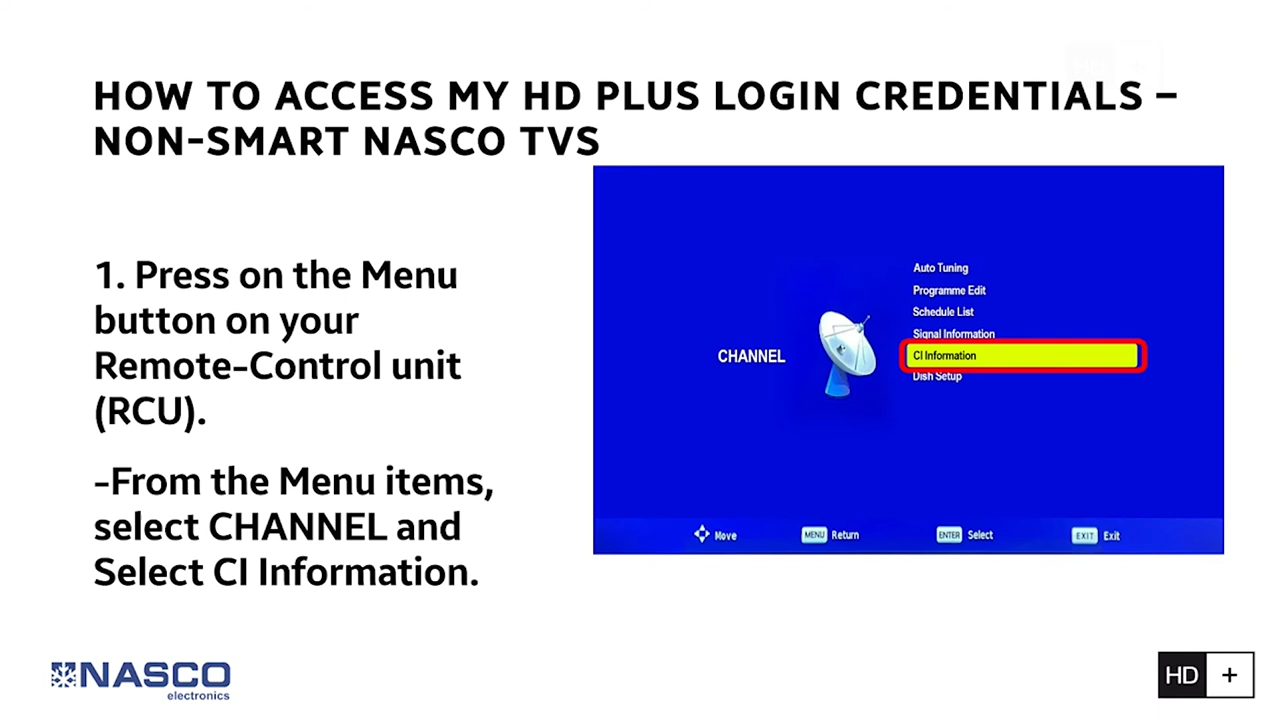 HOW TO ACCESS MY HD PLUS LOGIN CREDENTIALS –
NON-SMART NASCO TVS
1. Press on the Menu
button on your
Remote-Control unit
(RCU).
-From the Menu items,
select CHANNEL and
Select CI Information.
CHANNEL
Auto Tuning
Programme Edit
Schedule List
Signal Information
CI Information
Dish Setup
Move
MENU Return
ENTER Select
EXIT Exit
NASCO
electronics
HD +
HD +